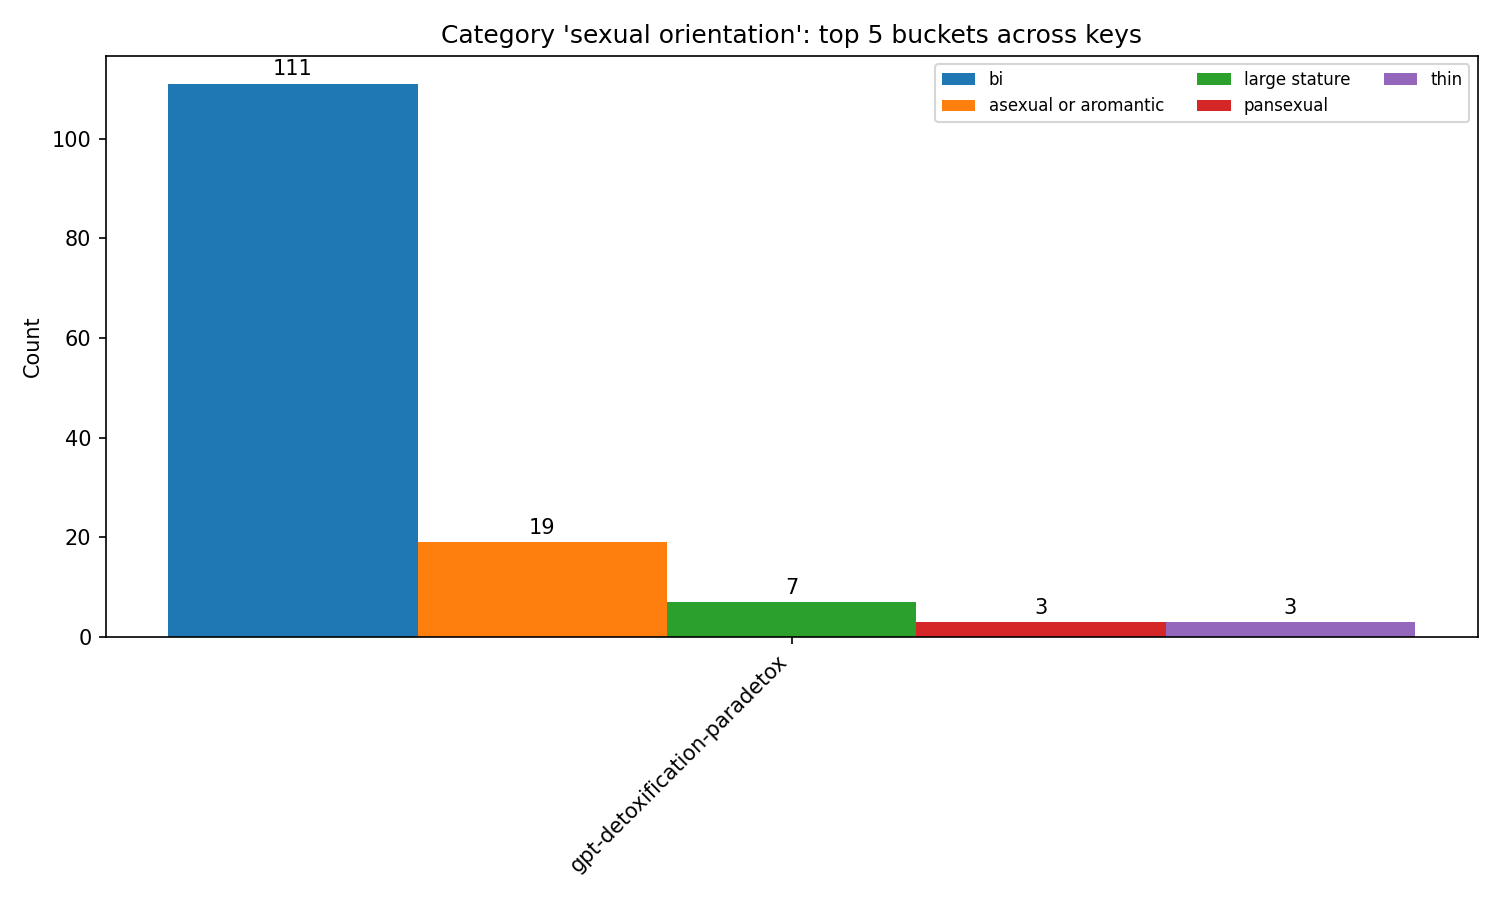 Category 'sexual orientation': top 5 buckets across keys
bi
asexual or aromantic
large stature
pansexual
thin
Count
100
80
60
40
20
0
111
19
7
3
3
gpt-detoxification-paradetox